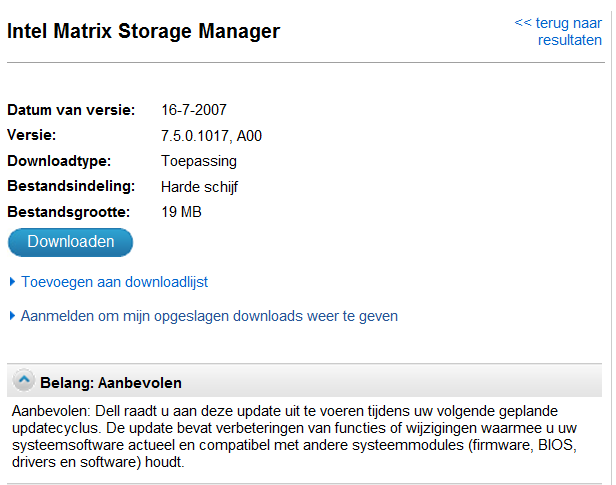 Intel Matrix Storage Manager
<< terug naar
resultaten
Datum van versie: 16-7-2007
Versie: 7.5.0.1017, A00
Downloadtype: Toepassing
Bestandsindeling: Harde schijf
Bestandsgrootte: 19 MB
Downloaden
Toevoegen aan downloadlijst
Aanmelden om mijn opgeslagen downloads weer te geven
Belang: Aanbevolen
Aanbevolen: Dell raadt u aan deze update uit te voeren tijdens uw volgende geplande
updatecyclus. De update bevat verbeteringen van functies of wijzigingen waarmee u uw
systeemsoftware actueel en compatibel met andere systeemmodules (firmware, BIOS,
drivers en software) houdt.